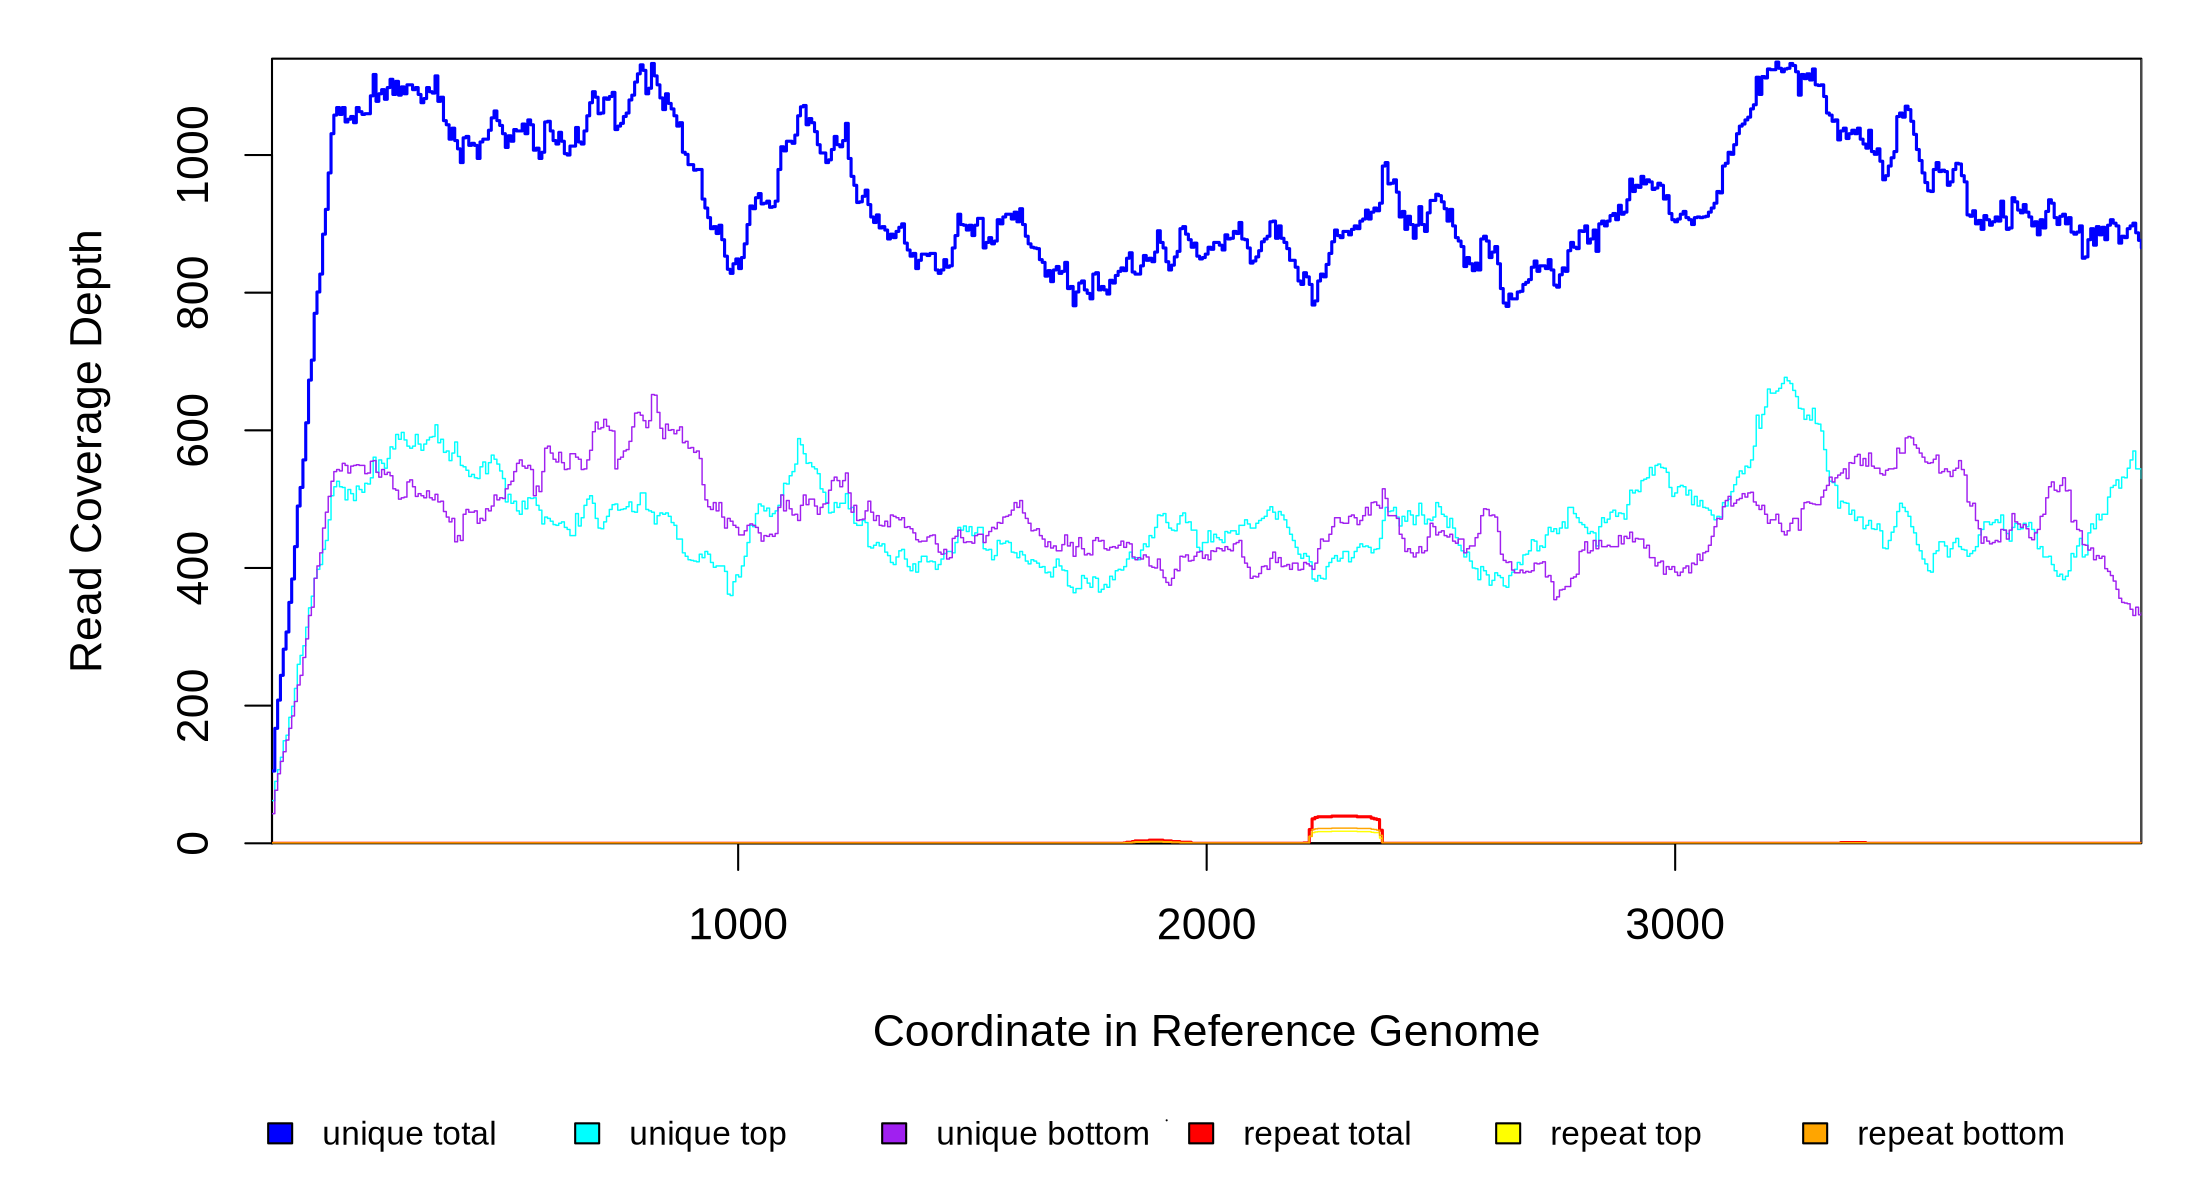 Read Coverage Depth
1000
800
600
400
200
0
1000 2000 3000
Coordinate in Reference Genome
unique total unique top unique bottom repeat total repeat top repeat bottom